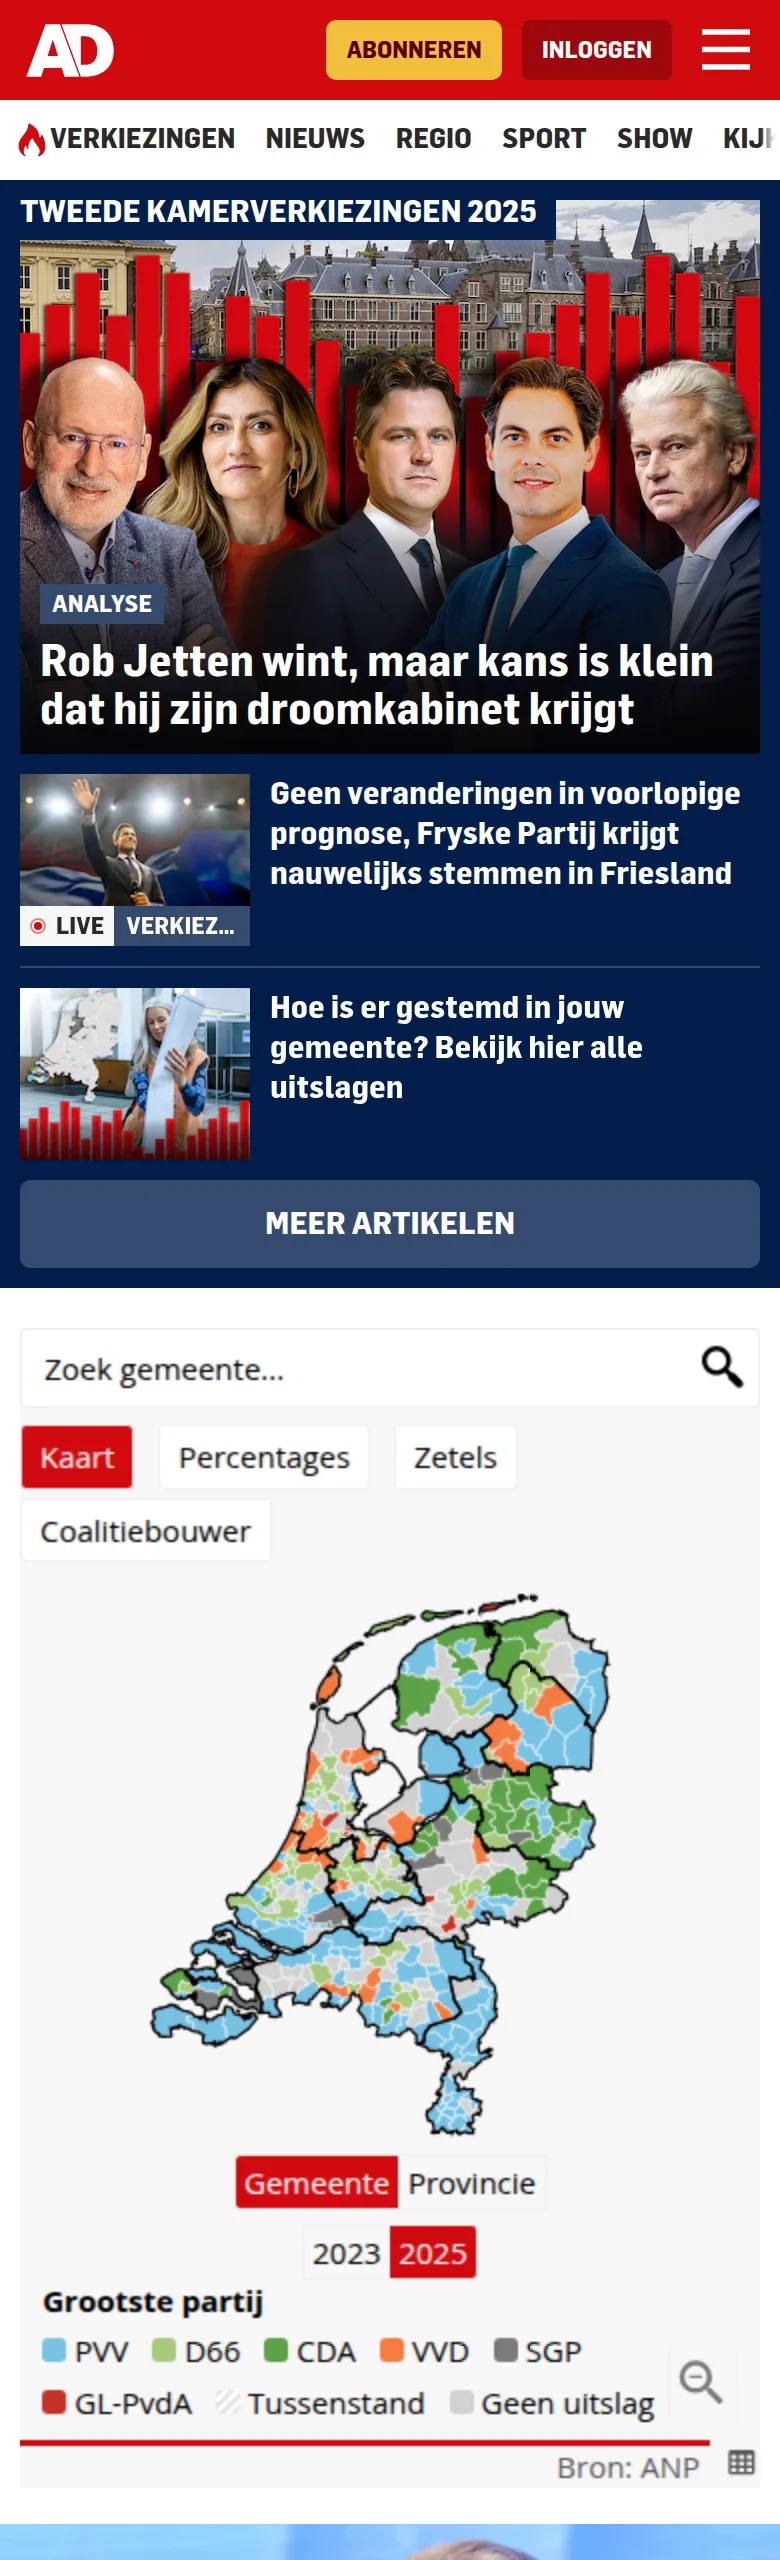 AD
ABONNEREN
INLOGGEN
VERKIEZINGEN NIEUWS REGIO SPORT SHOW KIJK
TWEEDE KAMERVERKIEZINGEN 2025
ANALYSE
Rob Jetten wint, maar kans is klein
dat hij zijn droomkabinet krijgt
Geen veranderingen in voorlopige
prognose, Fryske Partij krijgt
nauwelijks stemmen in Friesland
LIVE VERKIEZ...
Hoe is er gestemd in jouw
gemeente? Bekijk hier alle
uitslagen
MEER ARTIKELEN
Zoek gemeente...
Kaart Percentages Zetels
Coalitiebouwer
Gemeente Provincie
2023 2025
Grootste partij
PVV D66 CDA VVD SGP
GL-PvdA Tussenstand Geen uitslag
Bron: ANP